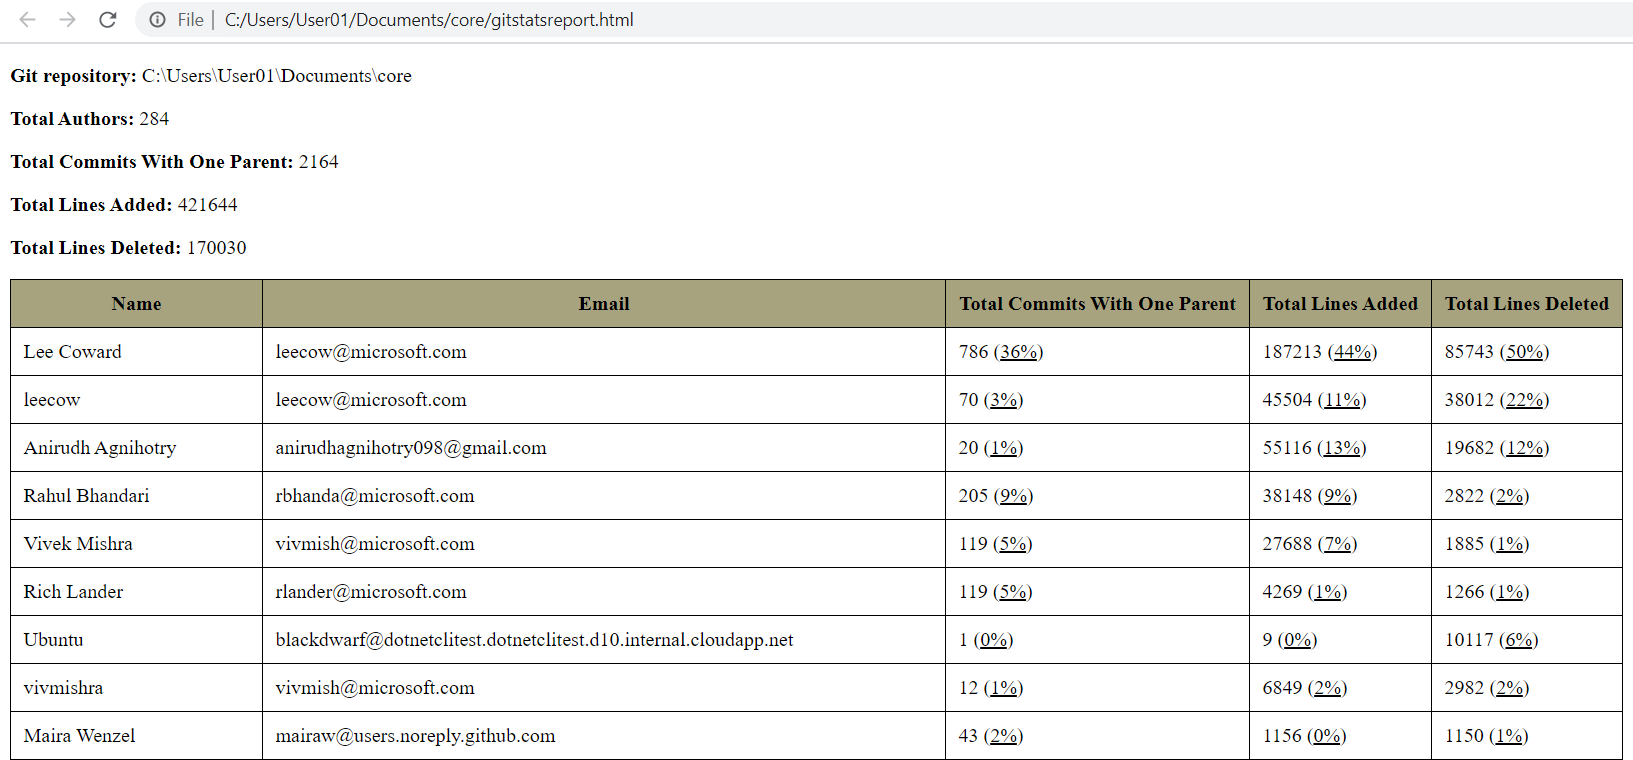 File | C:/Users/User01/Documents/core/gitstatsreport.html
Git repository: C:\Users\User01\Documents\core
Total Authors: 284
Total Commits With One Parent: 2164
Total Lines Added: 421644
Total Lines Deleted: 170030
Name Email Total Commits With One Parent Total Lines Added Total Lines Deleted
Lee Coward leecow@microsoft.com 786 (36%) 187213 (44%) 85743 (50%)
leecow leecow@microsoft.com 70 (3%) 45504 (11%) 38012 (22%)
Anirudh Agnihotry anirudhagnihotry098@gmail.com 20 (1%) 55116 (13%) 19682 (12%)
Rahul Bhandari rbhanda@microsoft.com 205 (9%) 38148 (9%) 2822 (2%)
Vivek Mishra vivmish@microsoft.com 119 (5%) 27688 (7%) 1885 (1%)
Rich Lander rlander@microsoft.com 119 (5%) 4269 (1%) 1266 (1%)
Ubuntu blackdwarf@dotnetclitest.dotnetclitest.d10.internal.cloudapp.net 1 (0%) 9 (0%) 10117 (6%)
vivmishra vivmish@microsoft.com 12 (1%) 6849 (2%) 2982 (2%)
Maira Wenzel mairaw@users.noreply.github.com 43 (2%) 1156 (0%) 1150 (1%)